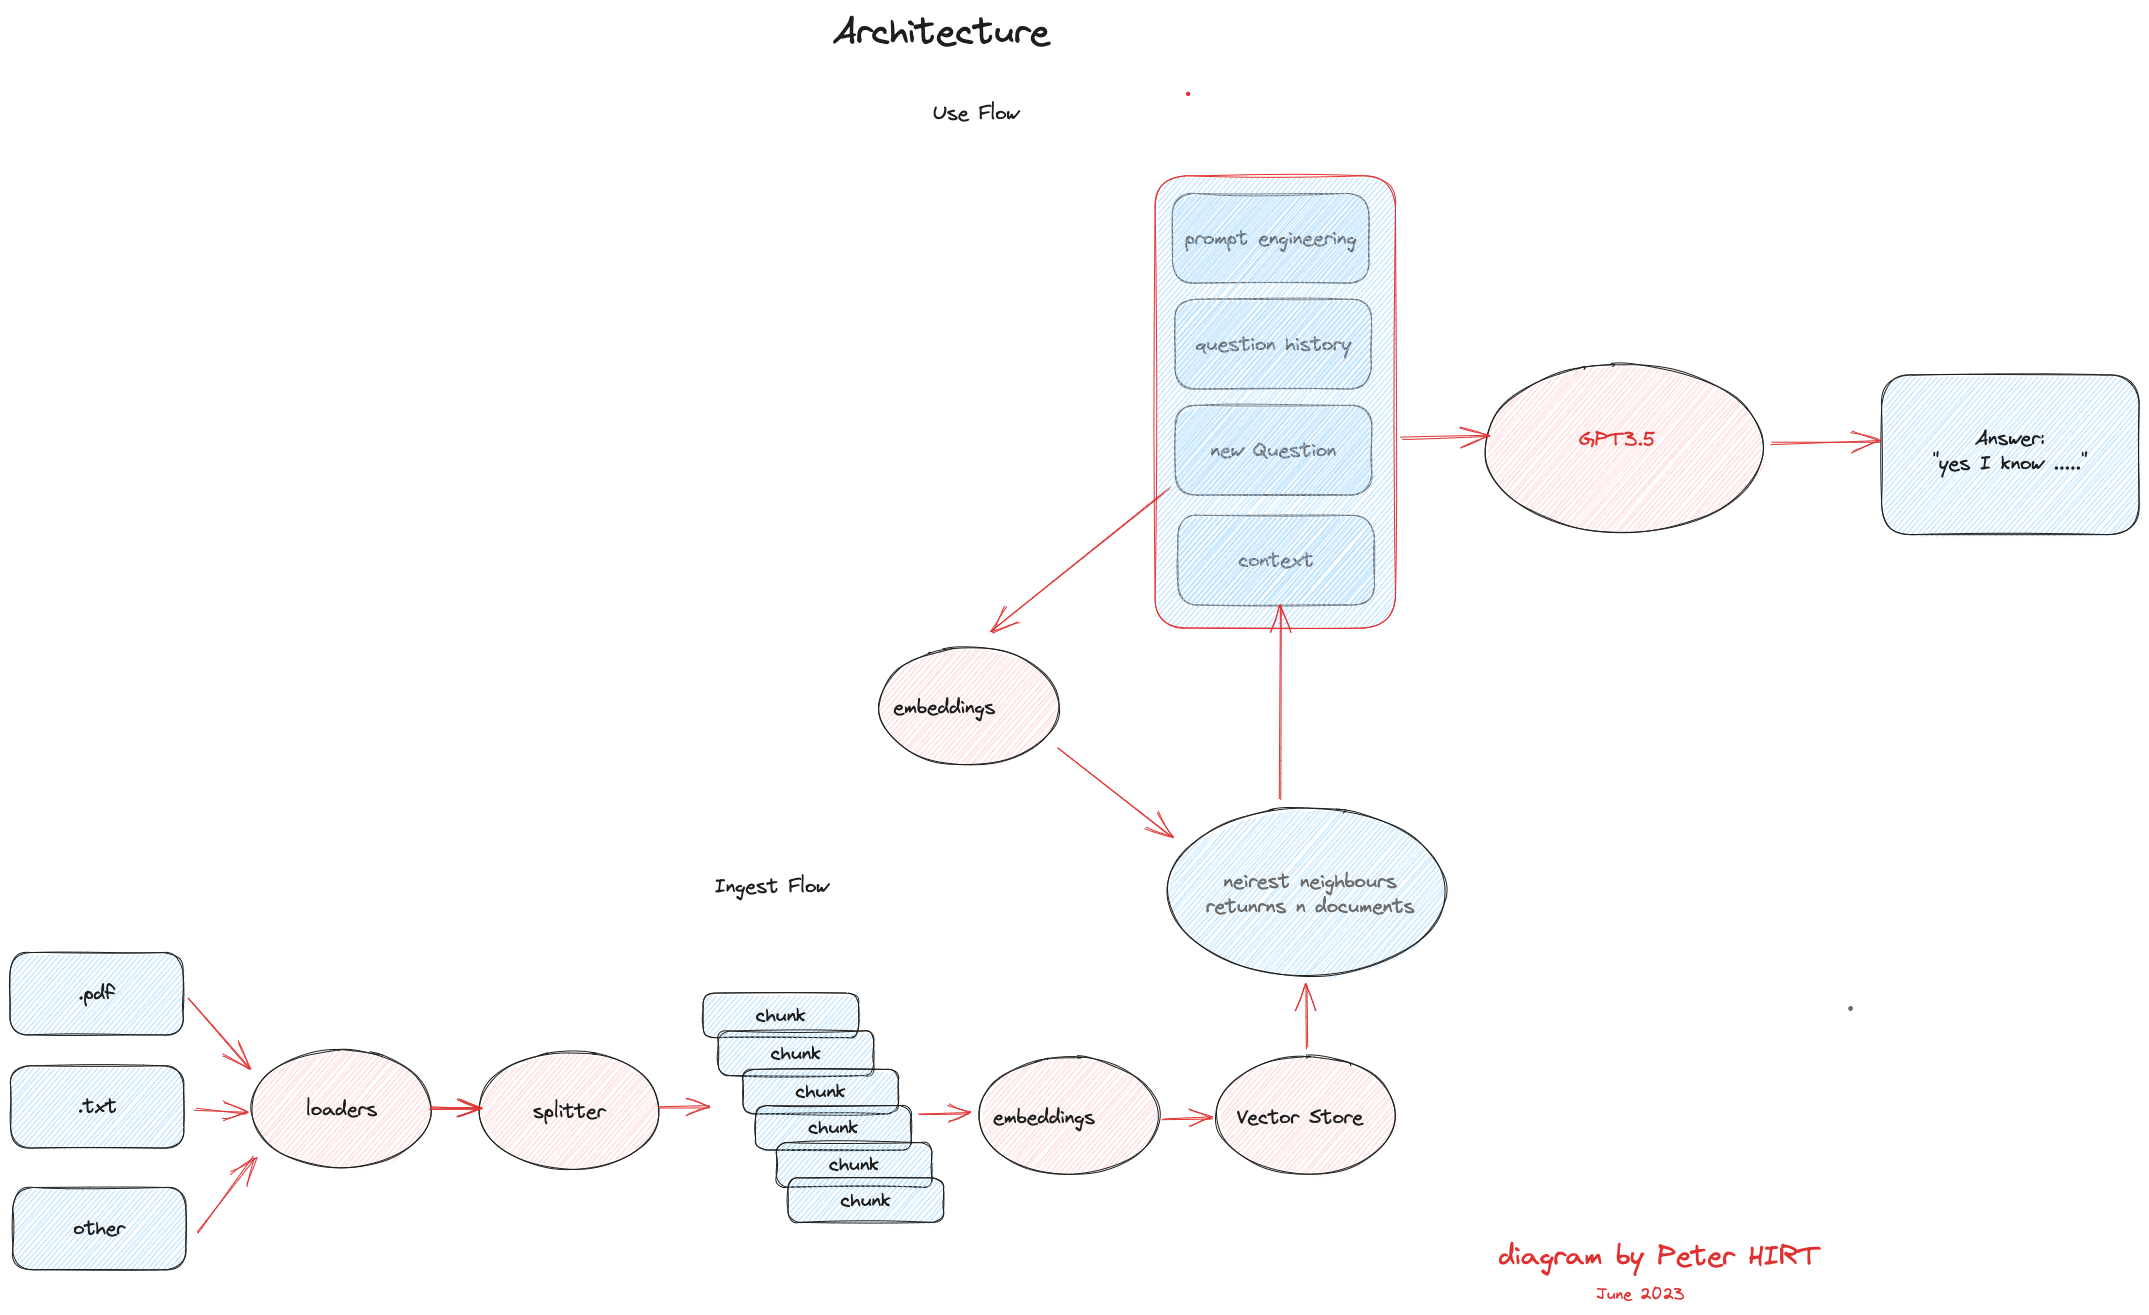 Architecture
Use Flow
prompt engineering
question history
new Question
context
GPT3.5
Answer:
"yes I know ....."
embeddings
neirest neighbours
retunrns n documents
Ingest Flow
.pdf
.txt
other
loaders
splitter
chunk
chunk
chunk
chunk
chunk
chunk
embeddings
Vector Store
diagram by Peter HIRT
June 2023